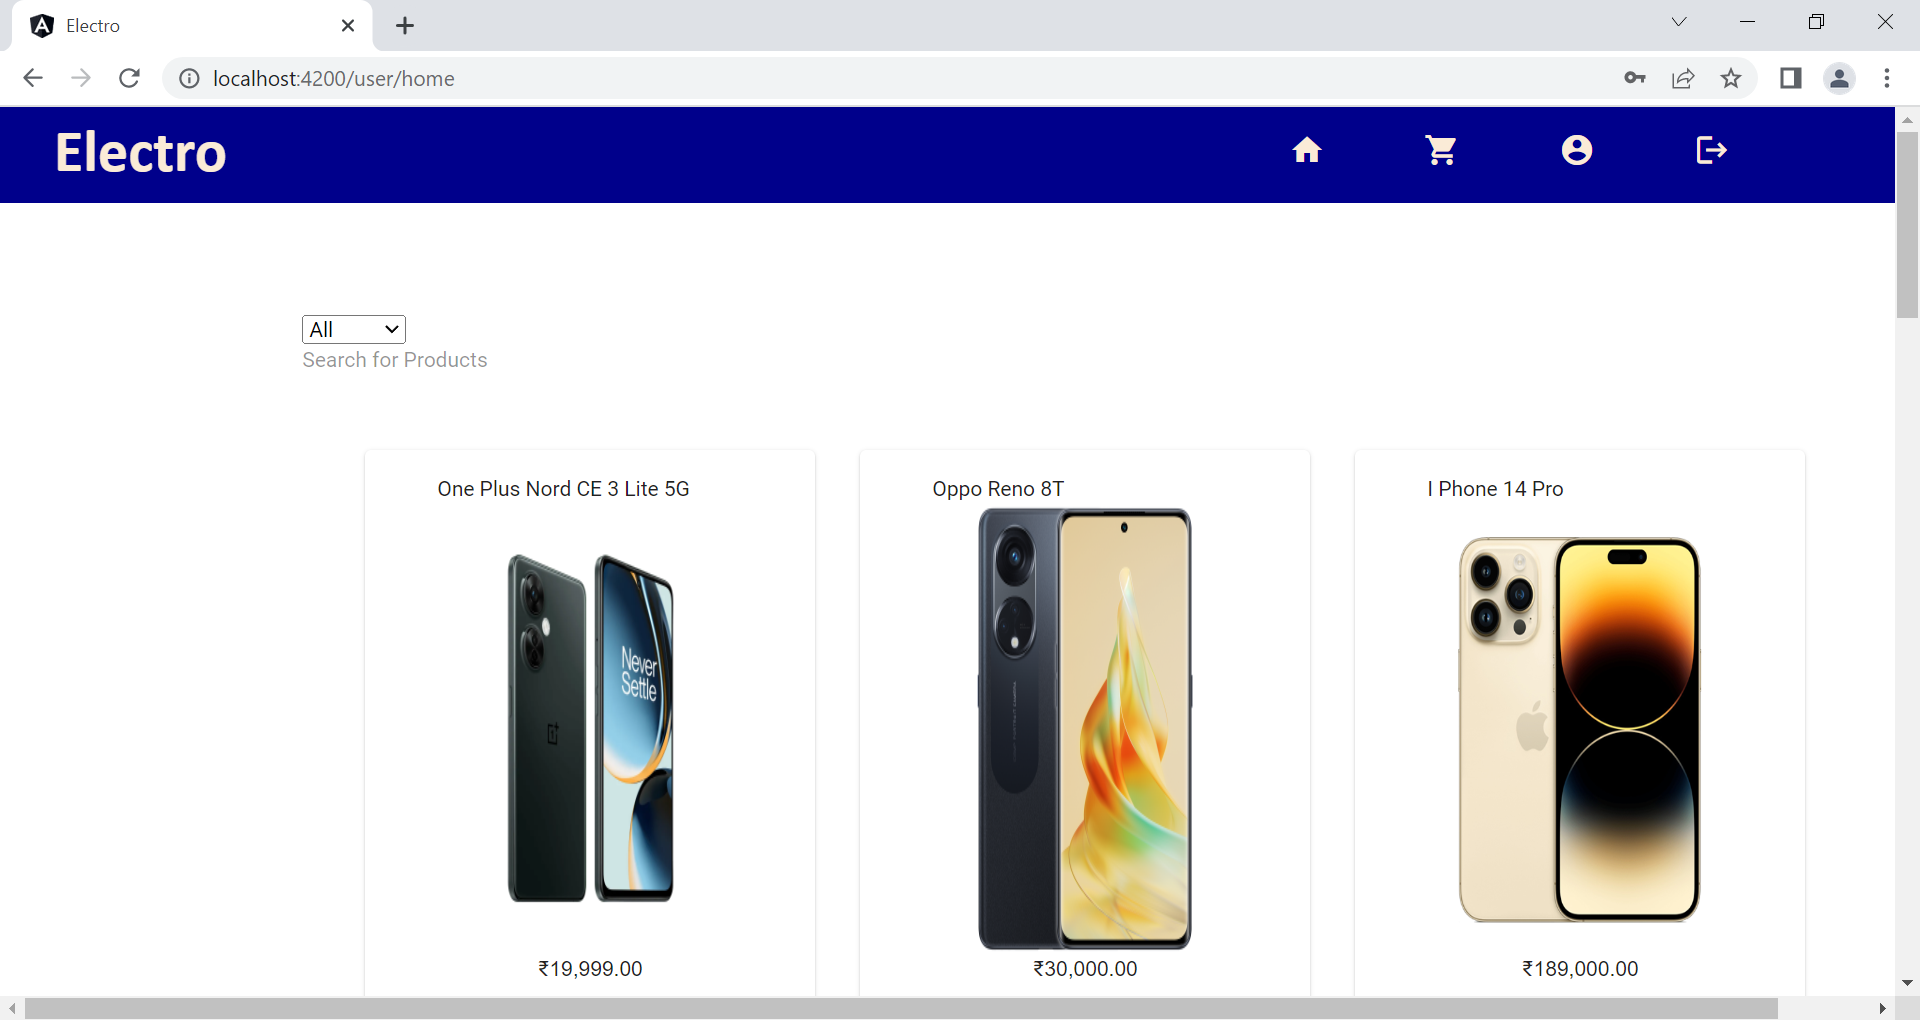 Electro
localhost:4200/user/home
Electro
All
Search for Products
One Plus Nord CE 3 Lite 5G
Oppo Reno 8T
I Phone 14 Pro
Never
Settle
₹19,999.00
₹30,000.00
₹189,000.00